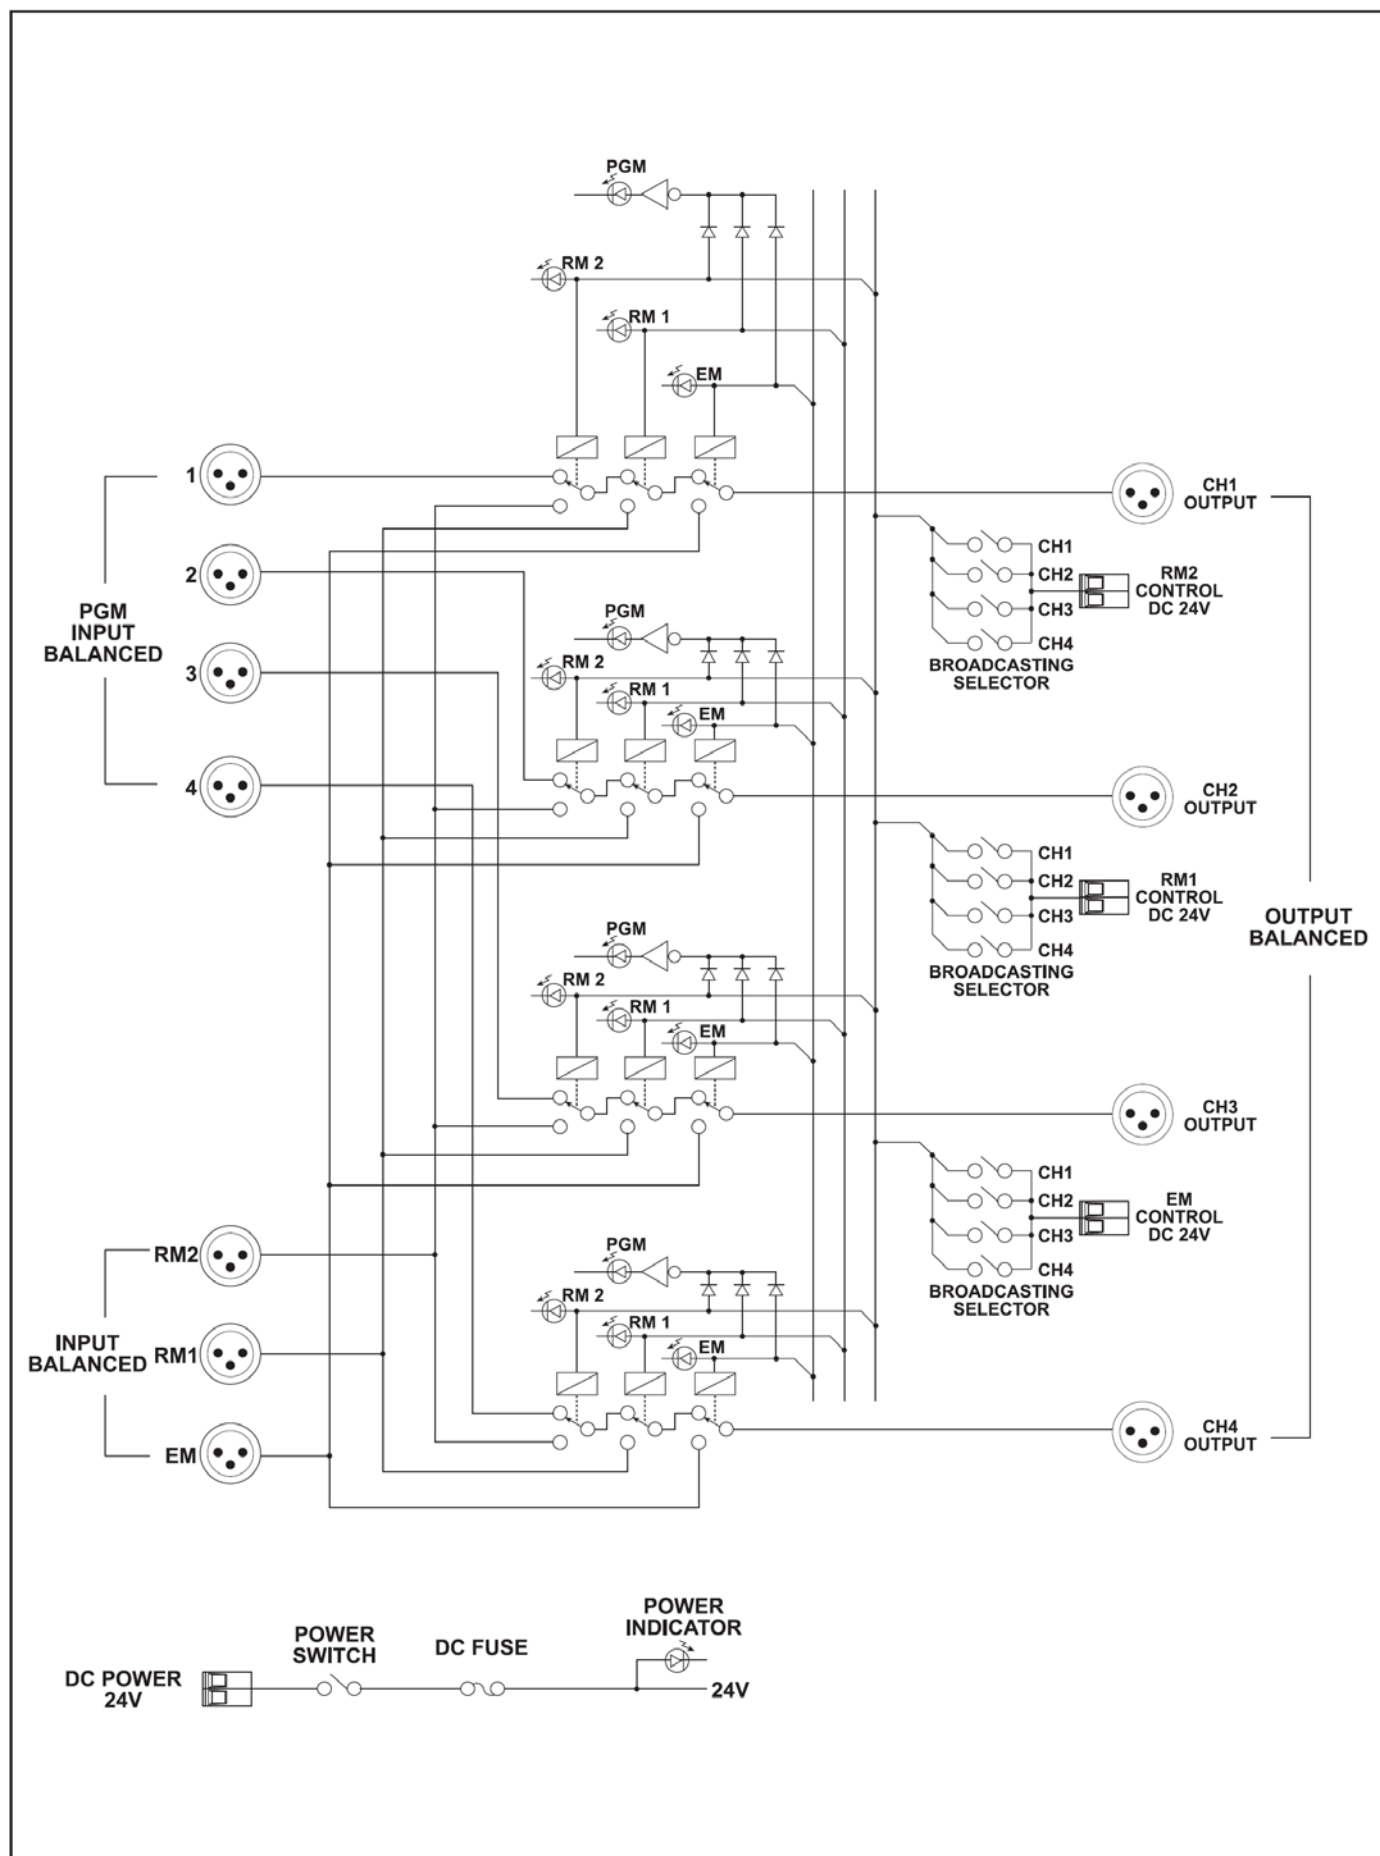 PGM
RM 2
RM 1
EM
1
2
3
4
PGM
INPUT
BALANCED
CH1
OUTPUT
CH1
CH2
CH3
CH4
BROADCASTING
SELECTOR
RM2
CONTROL
DC 24V
PGM
RM 2
RM 1
EM
CH2
OUTPUT
CH1
CH2
CH3
CH4
BROADCASTING
SELECTOR
RM1
CONTROL
DC 24V
OUTPUT
BALANCED
PGM
RM 2
RM 1
EM
CH3
OUTPUT
CH1
CH2
CH3
CH4
BROADCASTING
SELECTOR
EM
CONTROL
DC 24V
RM2
RM1
EM
INPUT
BALANCED
PGM
RM 2
RM 1
EM
CH4
OUTPUT
DC POWER
24V
POWER
SWITCH
DC FUSE
POWER
INDICATOR
24V